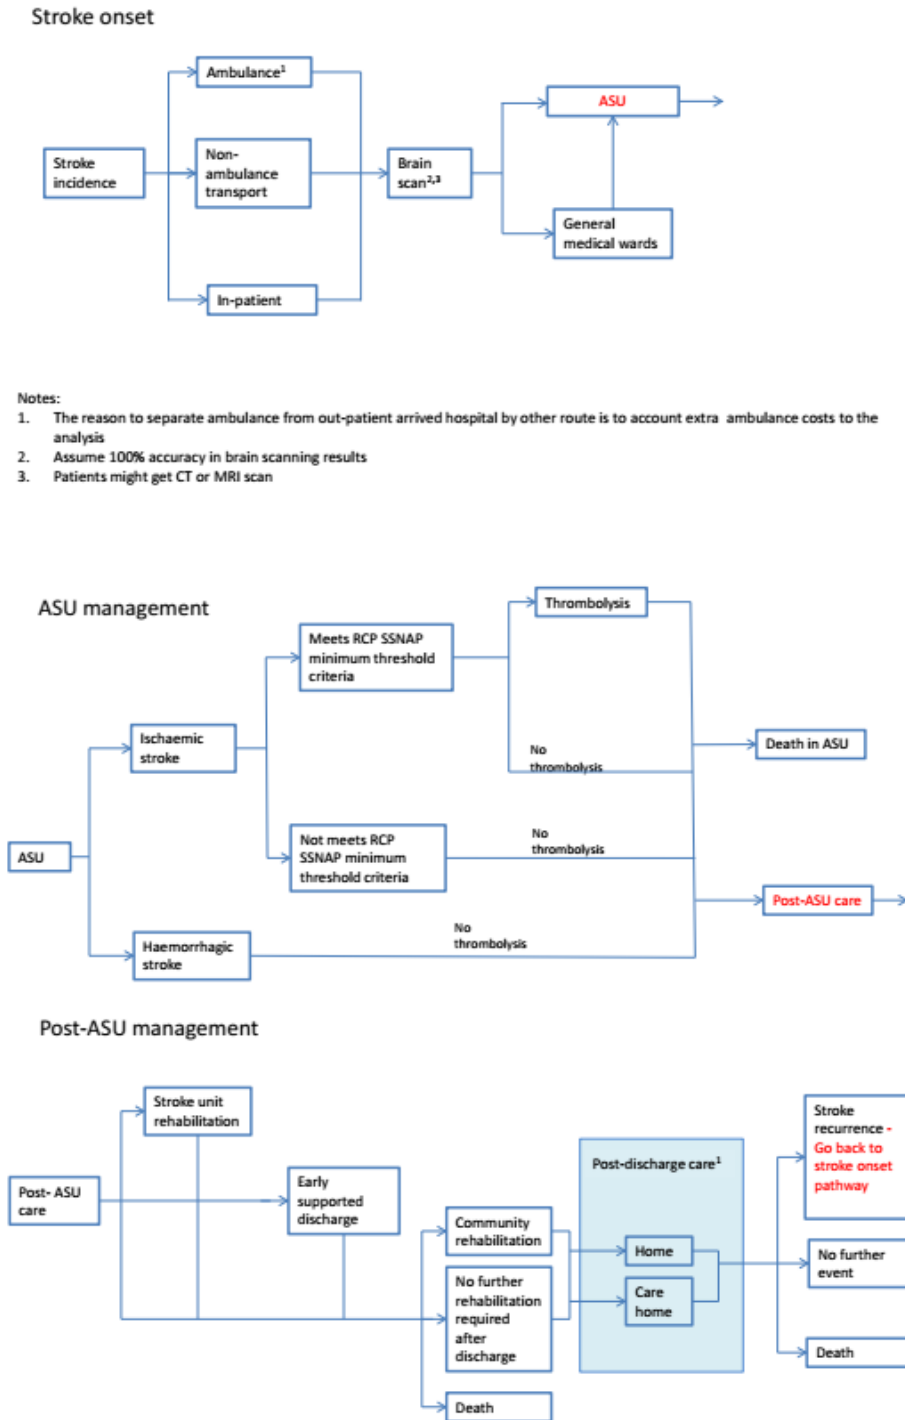 Stroke onset
Ambulance1
ASU
Stroke
incidence
Non-
ambulance
transport
Brain
scan2,3
General
medical wards
In-patient
Notes:
1. The reason to separate ambulance from out-patient arrived hospital by other route is to account extra ambulance costs to the
analysis
2. Assume 100% accuracy in brain scanning results
3. Patients might get CT or MRI scan
ASU management
Thrombolysis
Meets RCP SSNAP
minimum threshold
criteria
Ischaemic
stroke
No
thrombolysis
Death in ASU
ASU
Not meets RCP
SSNAP minimum
threshold criteria
No
thrombolysis
Post-ASU care
Haemorrhagic
stroke
No
thrombolysis
Post-ASU management
Stroke unit
rehabilitation
Stroke
recurrence -
Go back to
stroke onset
pathway
Post- ASU
care
Early
supported
discharge
Post-discharge care1
Community
rehabilitation
Home
No further
event
No further
rehabilitation
required
after
discharge
Care
home
Death
Death